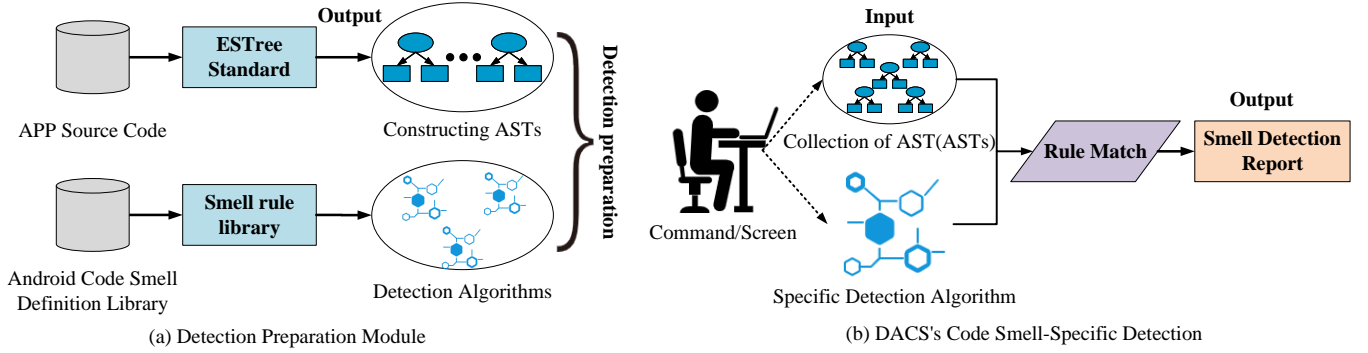 Output
ESTree
Standard
APP Source Code
Constructing ASTs
Smell rule
library
Android Code Smell
Definition Library
Detection Algorithms
Detection preparation
(a) Detection Preparation Module
Input
Collection of AST(ASTs)
Command/Screen
Specific Detection Algorithm
Rule Match
Output
Smell Detection
Report
(b) DACS's Code Smell-Specific Detection